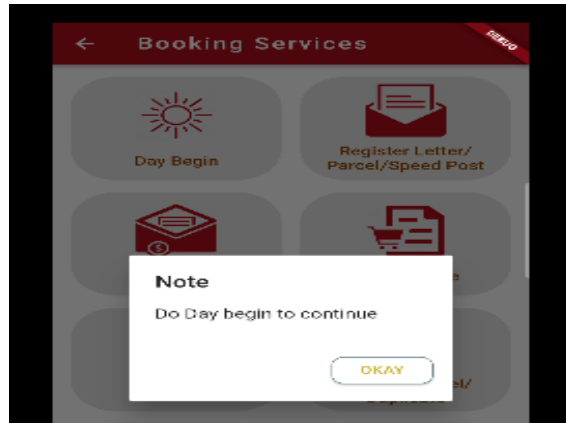 ← Booking Services
DEBUG
Day Begin
Register Letter/
Parcel/Speed Post
Note
Do Day begin to continue
OKAY